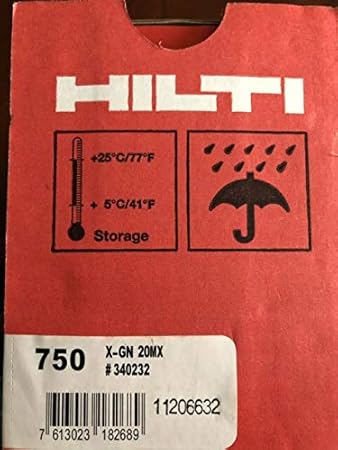 HILTI
+25°C/77°F
+ 5°C/41°F
Storage
750 X-GN 20MX
# 340232
11206632
7 613023 182689